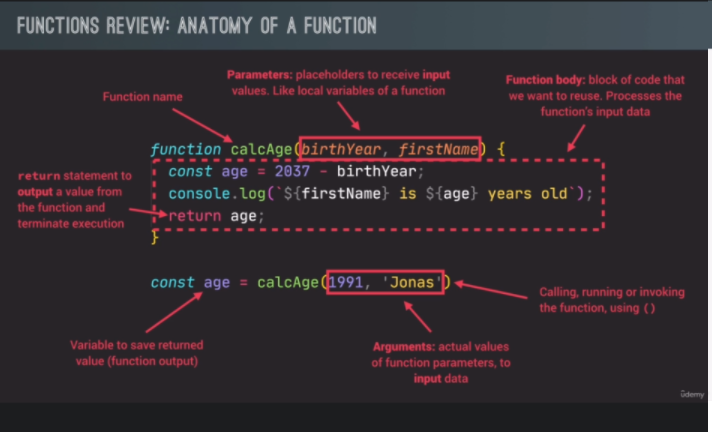 FUNCTIONS REVIEW: ANATOMY OF A FUNCTION
Function name
Parameters: placeholders to receive input
values. Like local variables of a function
Function body: block of code that
we want to reuse. Processes the
function's input data
function calcAge(birthYear, firstName) {
const age = 2037 - birthYear;
console.log(`${firstName} is ${age} years old`);
return age;
}
return statement to
output a value from
the function and
terminate execution
const age = calcAge(1991, 'Jonas')
Calling, running or invoking
the function, using ()
Variable to save returned
value (function output)
Arguments: actual values
of function parameters, to
input data
ûdemy